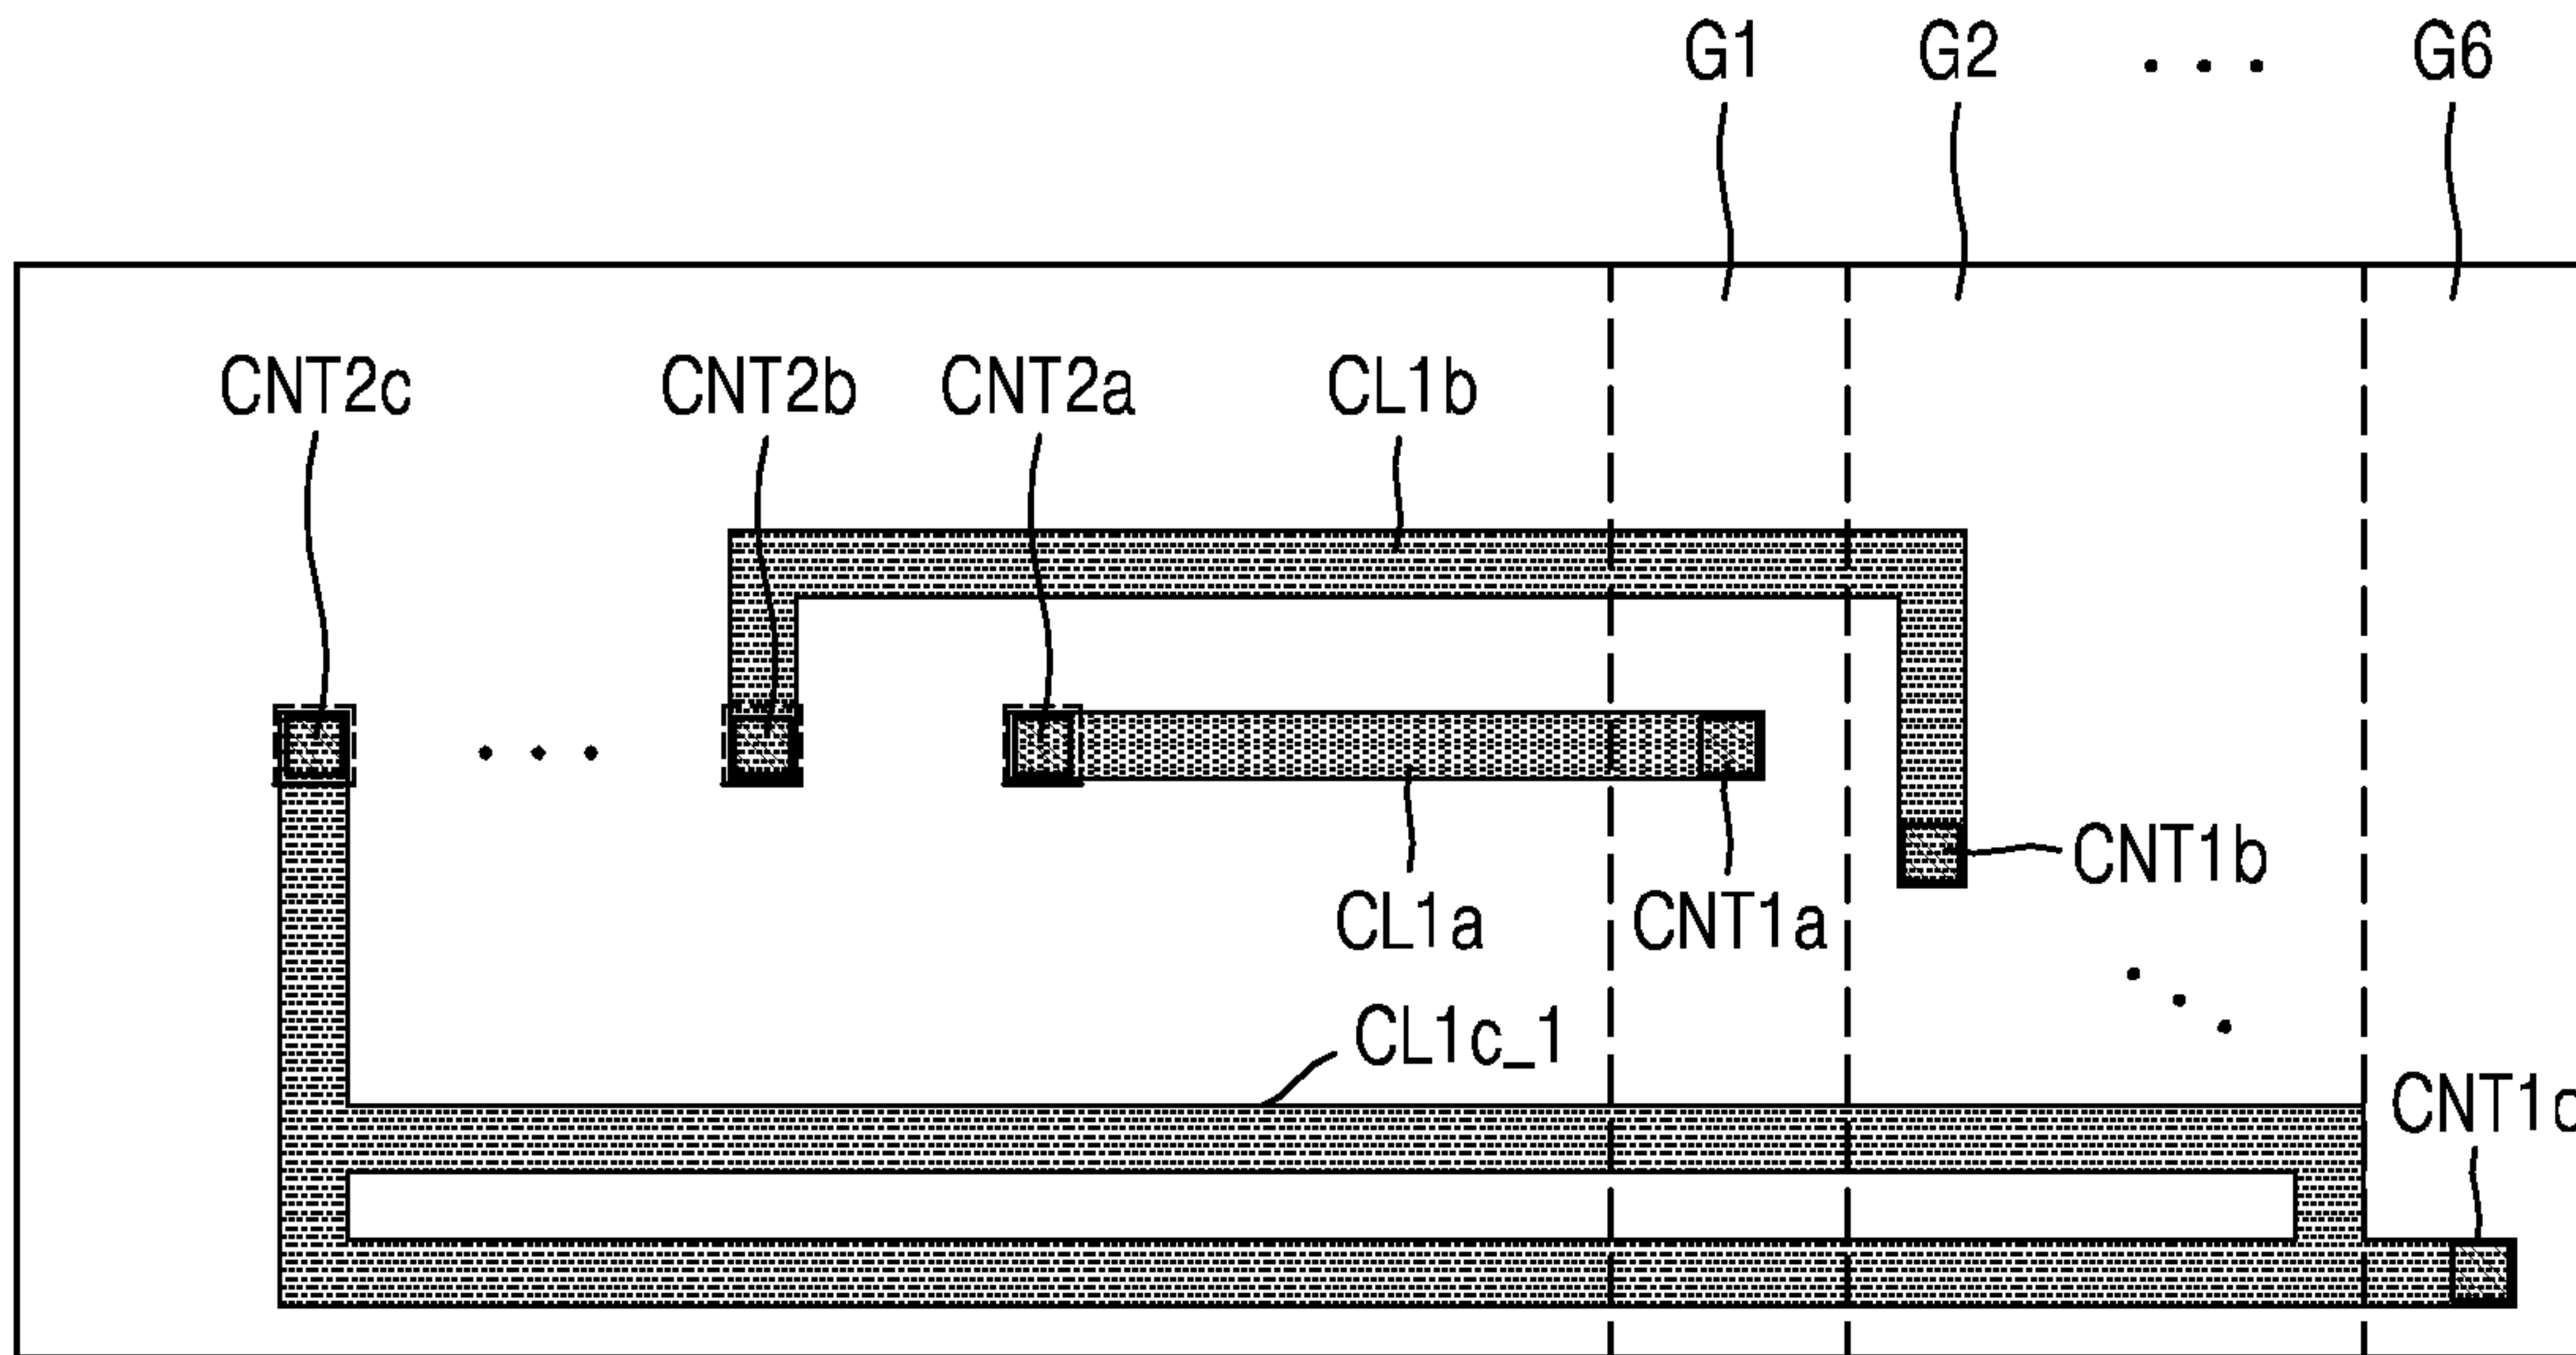 G1 G2 ... G6
CNT2c CNT2b CNT2a CL1b
...
CNT1b
CL1a CNT1a
CL1c_1
CNT1c